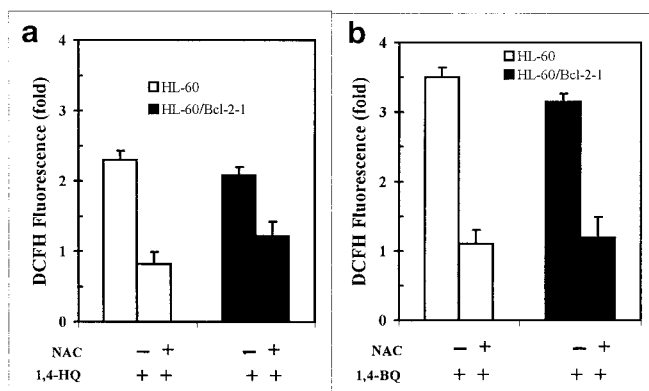 a
4
3
2
1
0
DCFH Fluorescence (fold)
HL-60
HL-60/Bcl-2-1
NAC − + − +
1,4-HQ + + + +
b
4
3
2
1
0
DCFH Fluorescence (fold)
HL-60
HL-60/Bcl-2-1
NAC − + − +
1,4-BQ + + + +